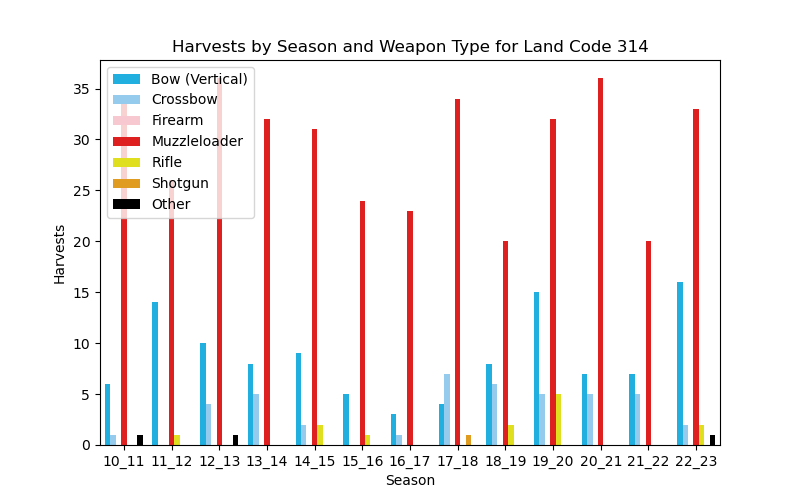 Harvests by Season and Weapon Type for Land Code 314
Bow (Vertical)
Crossbow
Firearm
Muzzleloader
Rifle
Shotgun
Other
35
30
25
20
15
10
5
0
Harvests
10_11 11_12 12_13 13_14 14_15 15_16 16_17 17_18 18_19 19_20 20_21 21_22 22_23
Season